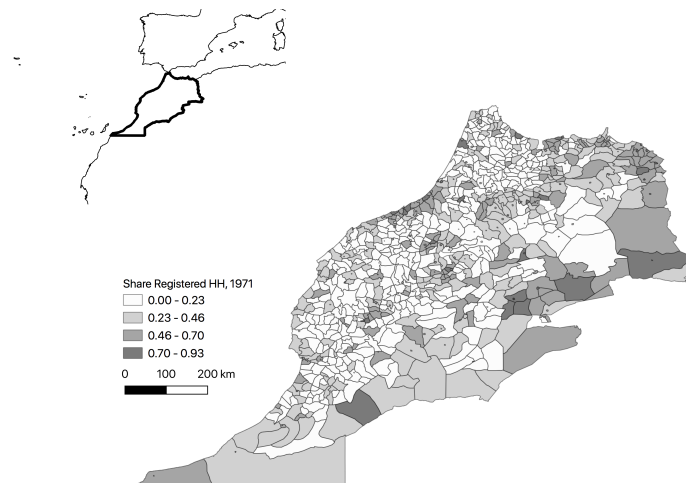 Share Registered HH, 1971
0.00 - 0.23
0.23 - 0.46
0.46 - 0.70
0.70 - 0.93
0 100 200 km